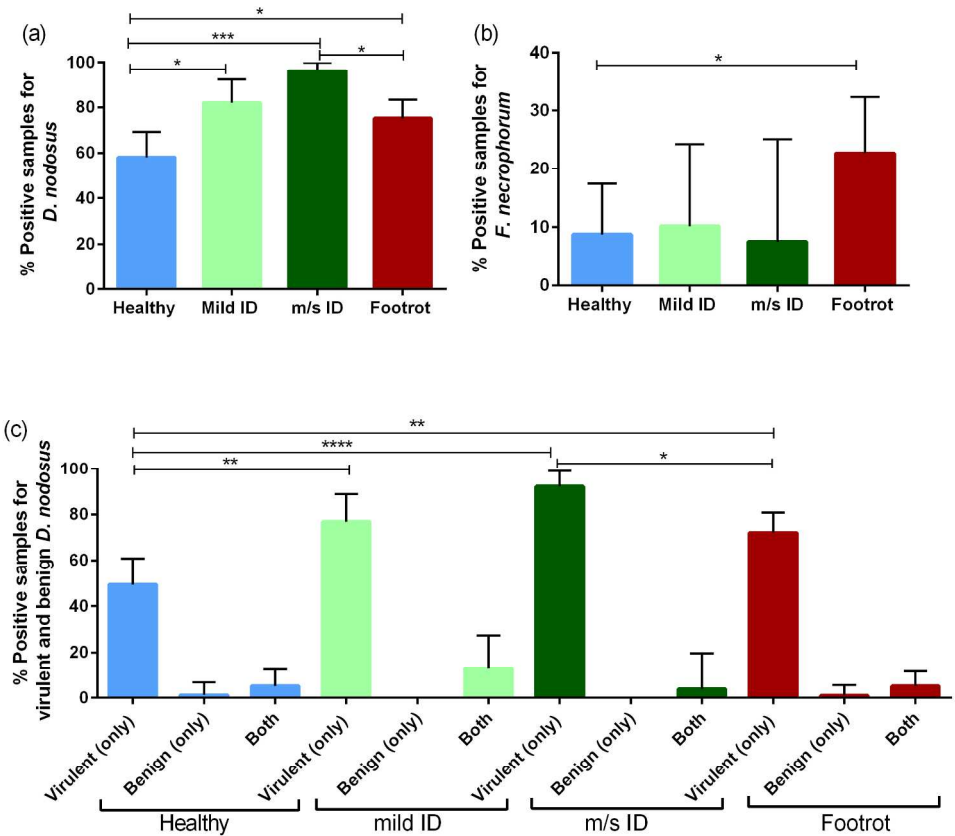 (a)
*
***
*
*
% Positive samples for
D. nodosus
100
80
60
40
20
0
Healthy
Mild ID
m/s ID
Footrot
(b)
*
% Positive samples for
F. necrophorum
40
30
20
10
0
Healthy
Mild ID
m/s ID
Footrot
(c)
**
****
**
*
% Positive samples for
virulent and benign D. nodosus
100
80
60
40
20
0
Virulent (only)
Benign (only)
Both
Virulent (only)
Benign (only)
Both
Virulent (only)
Benign (only)
Both
Virulent (only)
Benign (only)
Both
Healthy
mild ID
m/s ID
Footrot